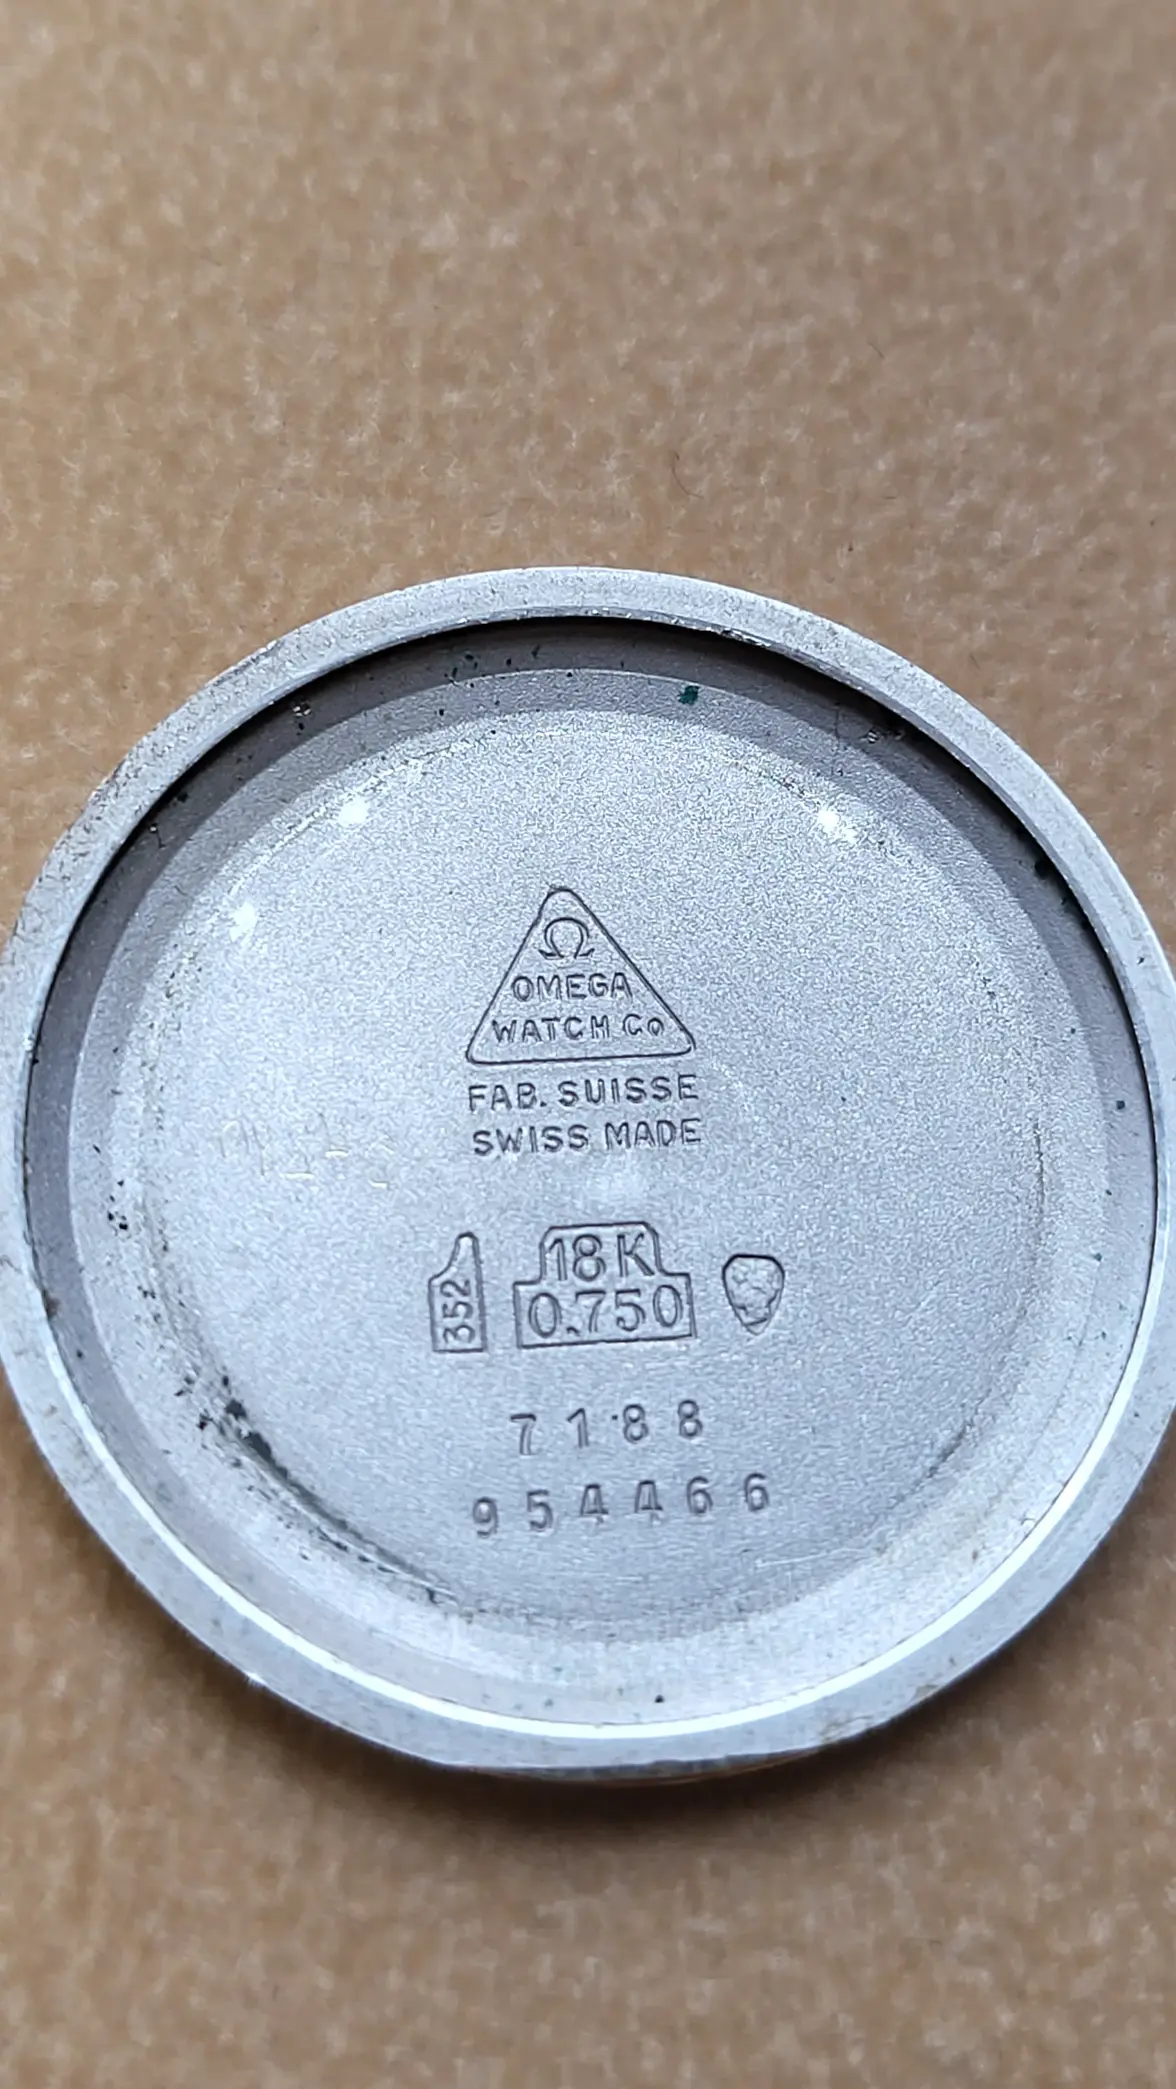 Ω
OMEGA
WATCH Co
FAB. SUISSE
SWISS MADE
352
18K
0.750
7188
954466